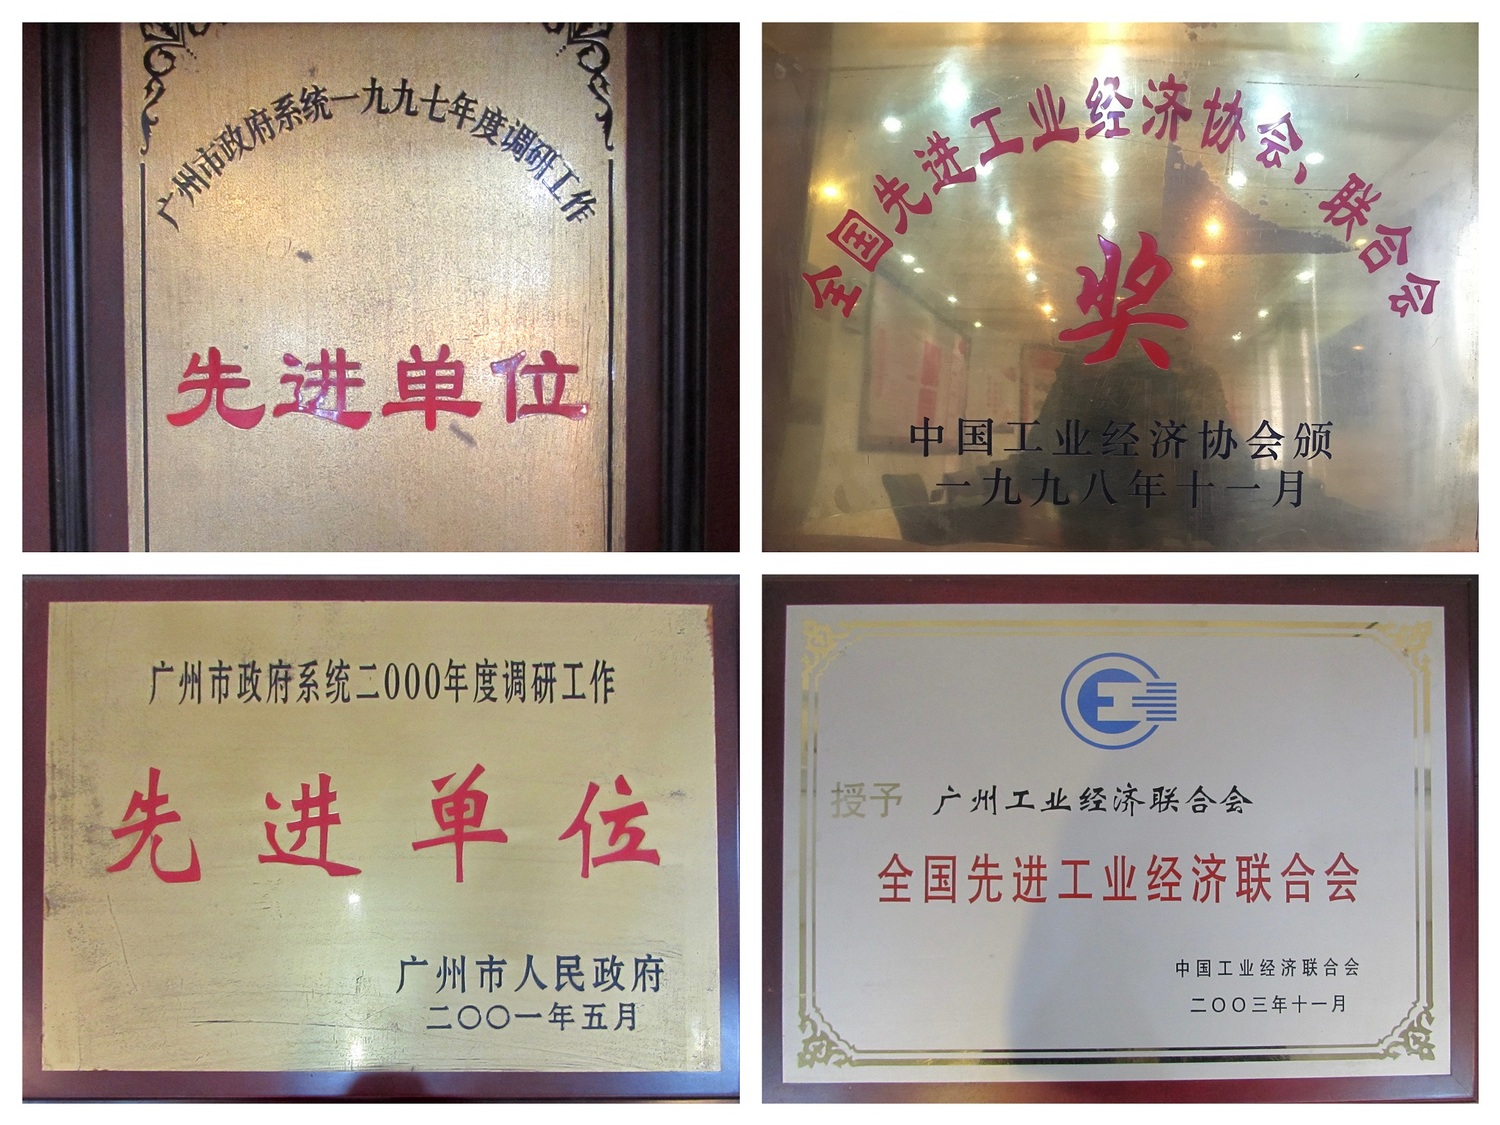 广州市政府系统一九九七年度调研工作
先进单位
全国先进工业经济协会、联合会
奖
中国工业经济协会颁
一九九八年十一月
广州市政府系统二000年度调研工作
先进单位
广州市人民政府
二〇〇一年五月
授予 广州工业经济联合会
全国先进工业经济联合会
中国工业经济联合会
二〇〇三年十一月